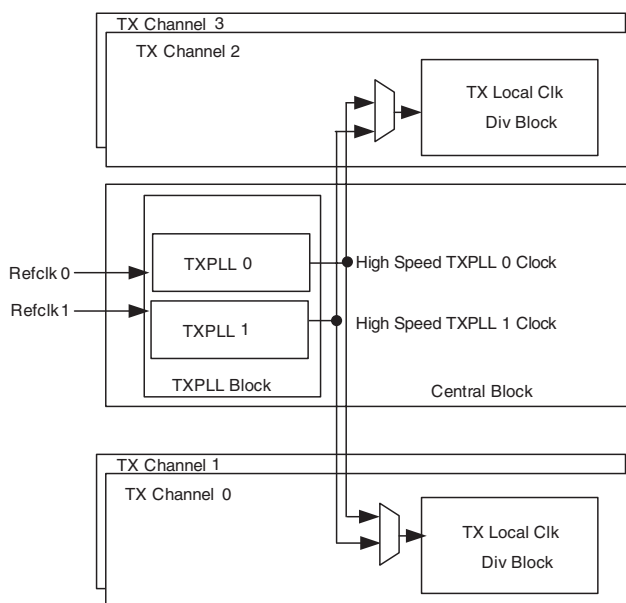 TX Channel 3
TX Channel 2
TX Local Clk
Div Block
TXPLL 0
High Speed TXPLL 0 Clock
Refclk 0
Refclk 1
TXPLL 1
High Speed TXPLL 1 Clock
TXPLL Block
Central Block
TX Channel 1
TX Channel 0
TX Local Clk
Div Block